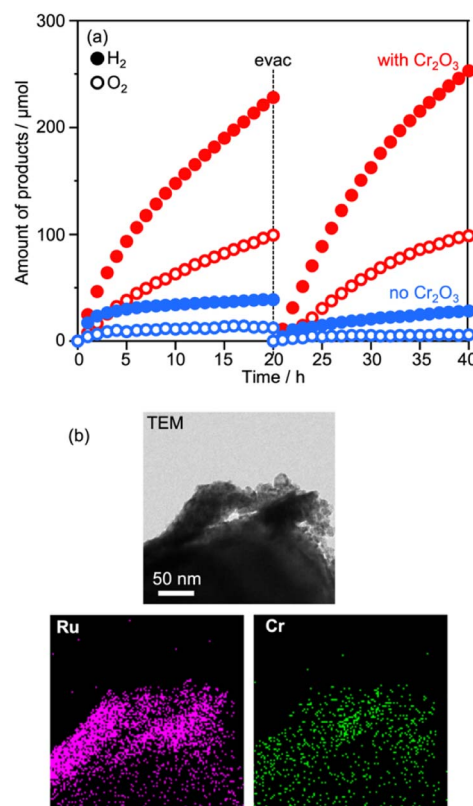 (a)
H₂
O₂
evac
with Cr₂O₃
no Cr₂O₃
Amount of products / μmol
300
200
100
0
0 5 10 15 20 25 30 35 40
Time / h
(b)
TEM
50 nm
Ru
Cr